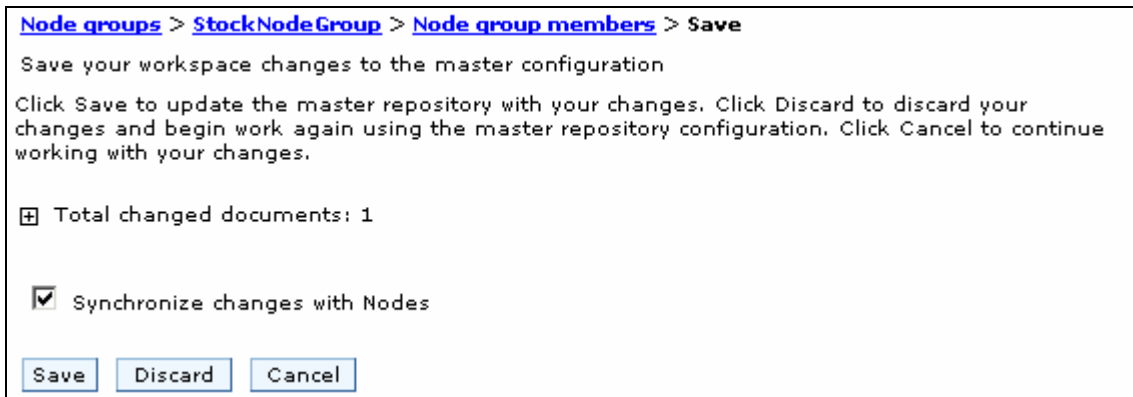 Node groups > StockNodeGroup > Node group members > Save
Save your workspace changes to the master configuration
Click Save to update the master repository with your changes. Click Discard to discard your
changes and begin work again using the master repository configuration. Click Cancel to continue
working with your changes.
Total changed documents: 1
Synchronize changes with Nodes
Save Discard Cancel